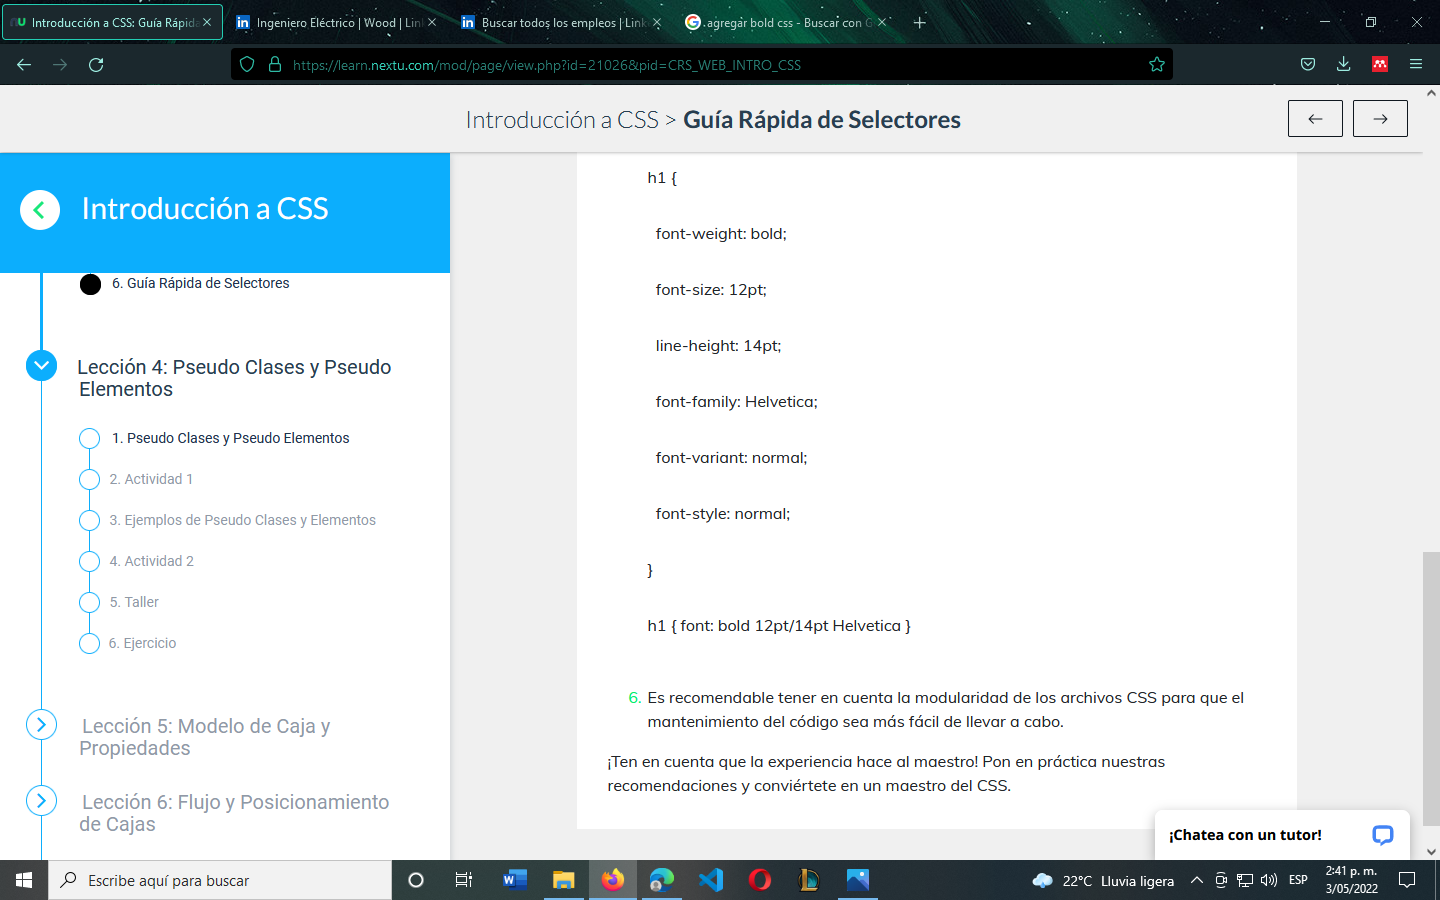 Introducción a CSS: Guía Rápida
Ingeniero Eléctrico | Wood | Lin
Buscar todos los empleos | Link
agregar bold css - Buscar con G
https://learn.nextu.com/mod/page/view.php?id=21026&pid=CRS_WEB_INTRO_CSS
Introducción a CSS > Guía Rápida de Selectores
Introducción a CSS
6. Guía Rápida de Selectores
Lección 4: Pseudo Clases y Pseudo
Elementos
1. Pseudo Clases y Pseudo Elementos
2. Actividad 1
3. Ejemplos de Pseudo Clases y Elementos
4. Actividad 2
5. Taller
6. Ejercicio
Lección 5: Modelo de Caja y
Propiedades
Lección 6: Flujo y Posicionamiento
de Cajas
h1 {
font-weight: bold;
font-size: 12pt;
line-height: 14pt;
font-family: Helvetica;
font-variant: normal;
font-style: normal;
}
h1 { font: bold 12pt/14pt Helvetica }
6. Es recomendable tener en cuenta la modularidad de los archivos CSS para que el
mantenimiento del código sea más fácil de llevar a cabo.
¡Ten en cuenta que la experiencia hace al maestro! Pon en práctica nuestras
recomendaciones y conviértete en un maestro del CSS.
¡Chatea con un tutor!
Escribe aquí para buscar
22°C Lluvia ligera
ESP
2:41 p. m.
3/05/2022